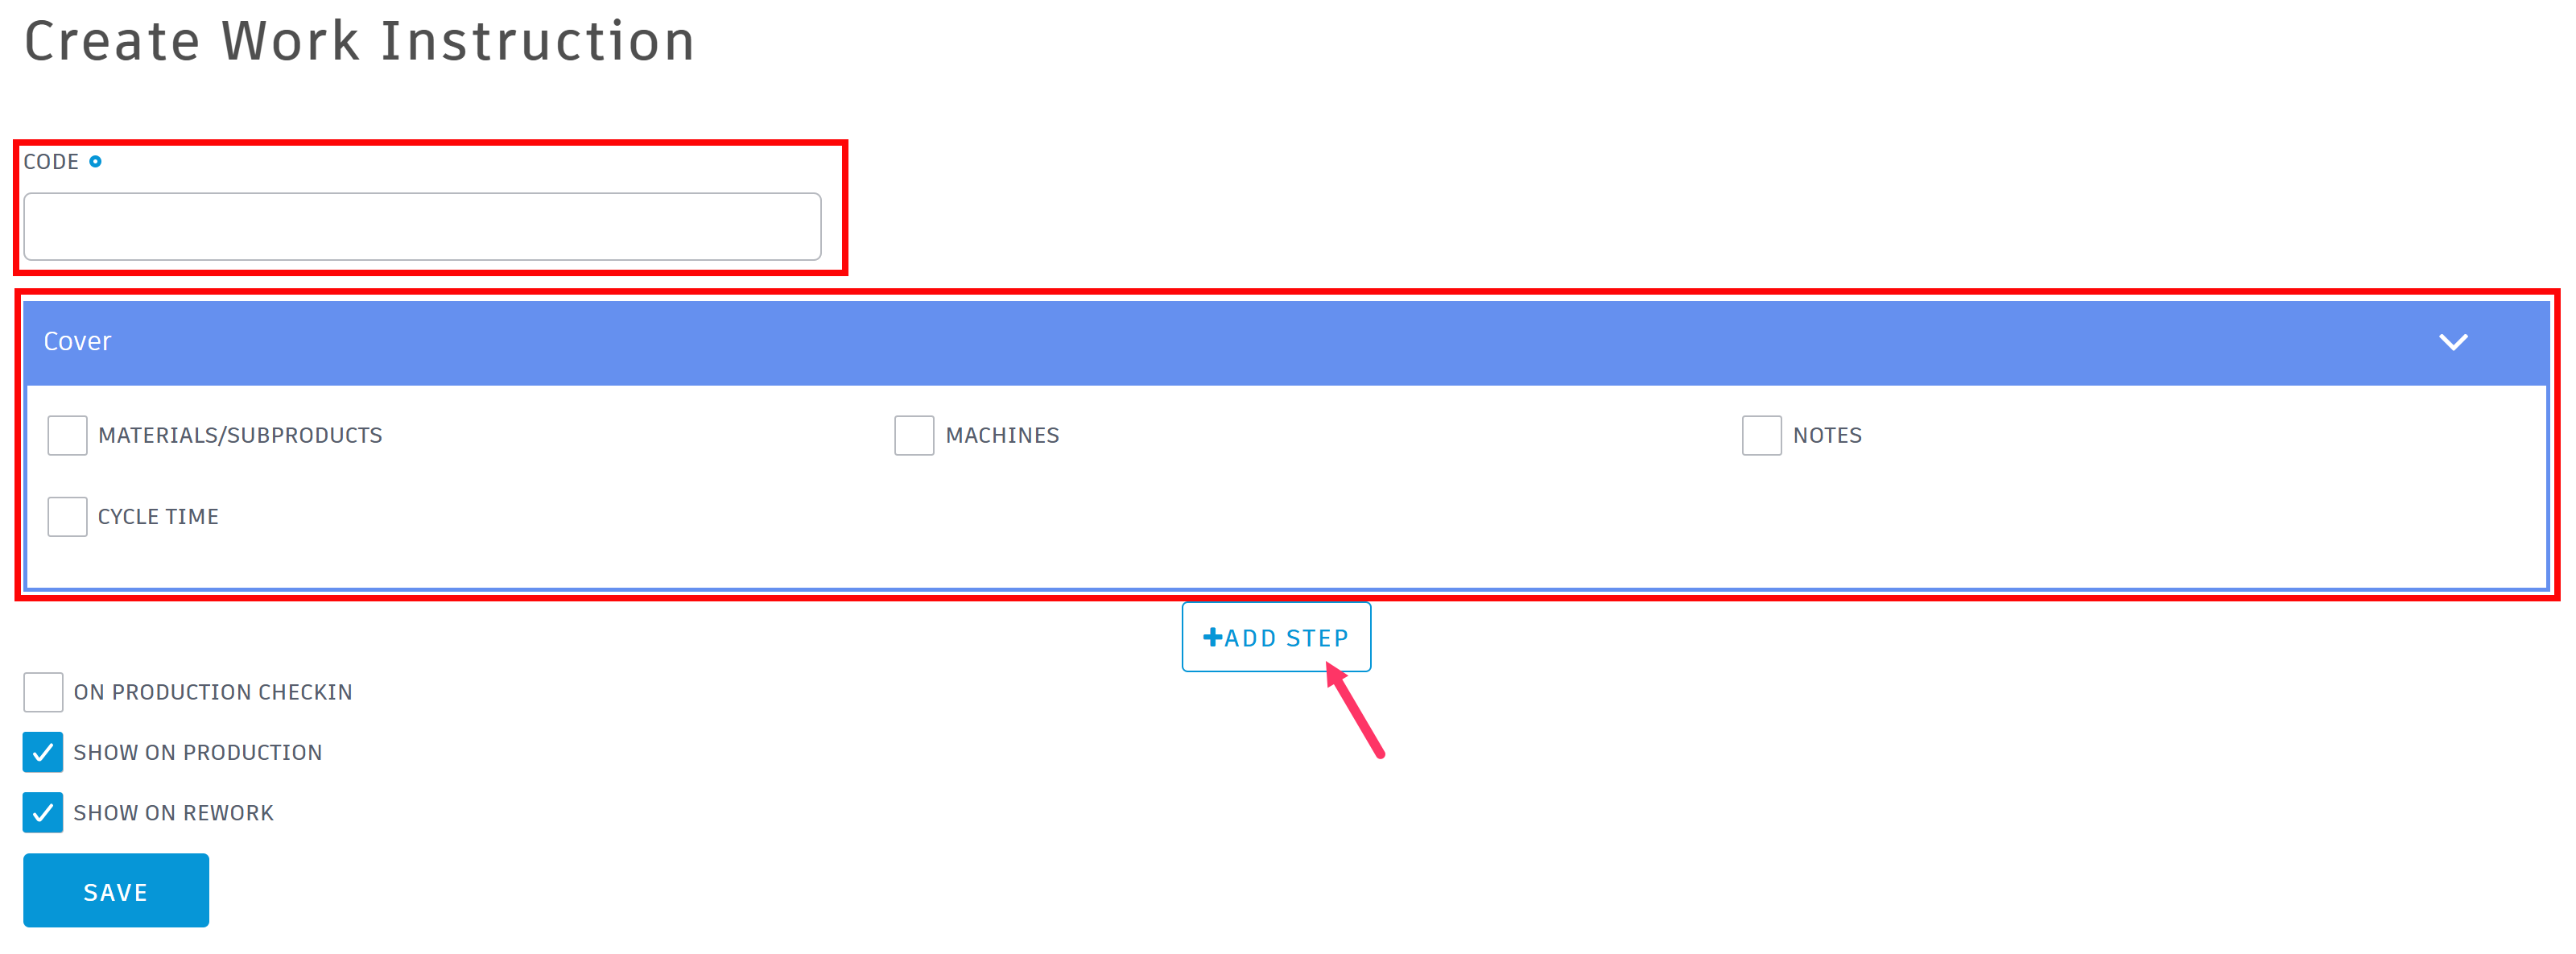 Create Work Instruction
CODE
Cover
MATERIALS/SUBPRODUCTS
MACHINES
NOTES
CYCLE TIME
ADD STEP
ON PRODUCTION CHECKIN
SHOW ON PRODUCTION
SHOW ON REWORK
SAVE